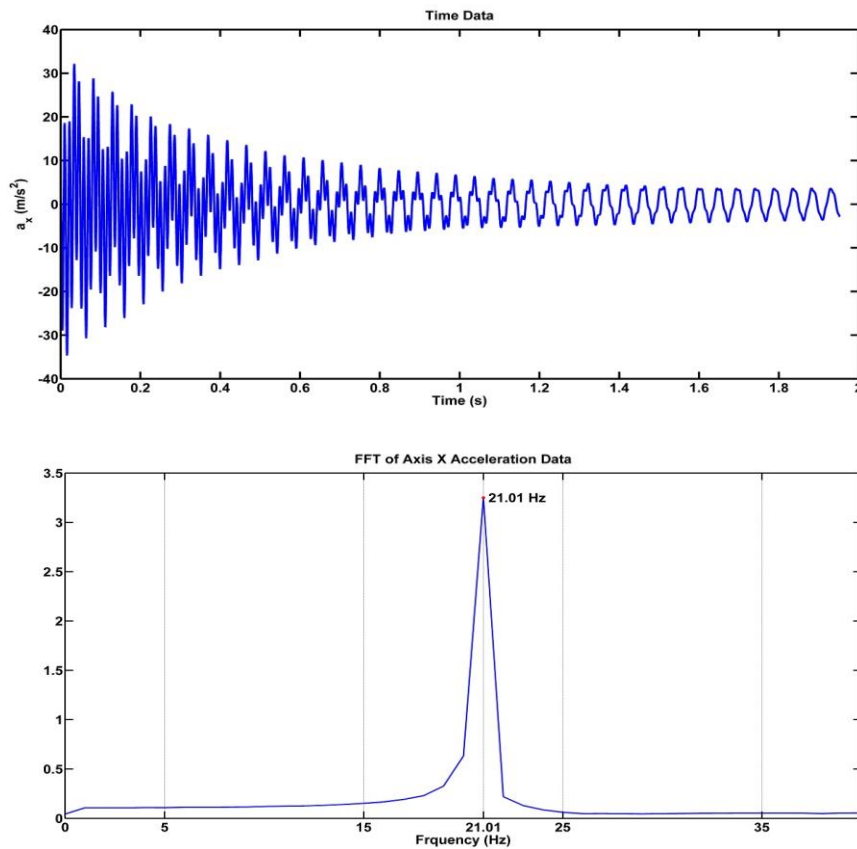 Time Data
40
30
20
10
0
-10
-20
-30
-40
a_x (m/s²)
0 0.2 0.4 0.6 0.8 1 1.2 1.4 1.6 1.8 2
Time (s)
FFT of Axis X Acceleration Data
3.5
3
2.5
2
1.5
1
0.5
0
21.01 Hz
0 5 15 21.01 25 35
Frquency (Hz)